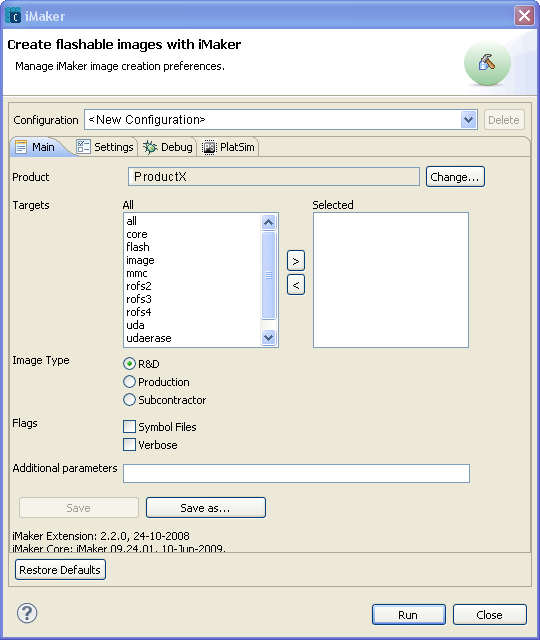 iMaker
Create flashable images with iMaker
Manage iMaker image creation preferences.
Configuration <New Configuration> Delete
Main Settings Debug PlatSim
Product ProductX Change...
Targets All Selected
all
core
flash
image
mmc
rofs2
rofs3
rofs4
uda
udaerase
>
<
Image Type R&D
Production
Subcontractor
Flags Symbol Files
Verbose
Additional parameters
Save Save as...
iMaker Extension: 2.2.0, 24-10-2008
iMaker Core: iMaker 09.24.01, 10-Jun-2009.
Restore Defaults
? Run Close